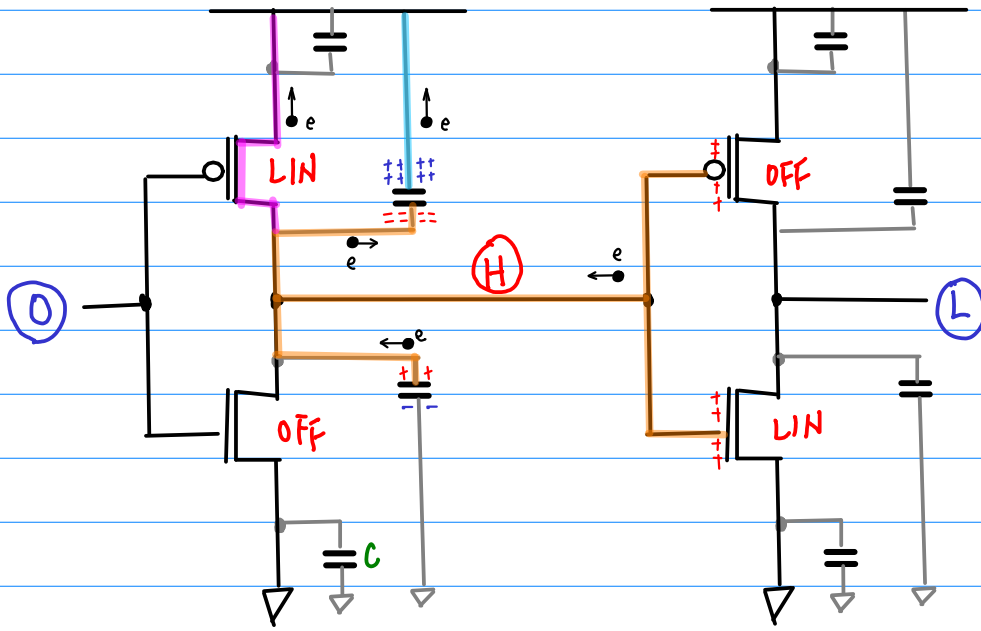 e
e
LIN
OFF
++ ++
++ ++
-- --
-- --
+
+
+
+
e
e
H
O
L
e
+ +
- -
OFF
+
+
+
+
LIN
C